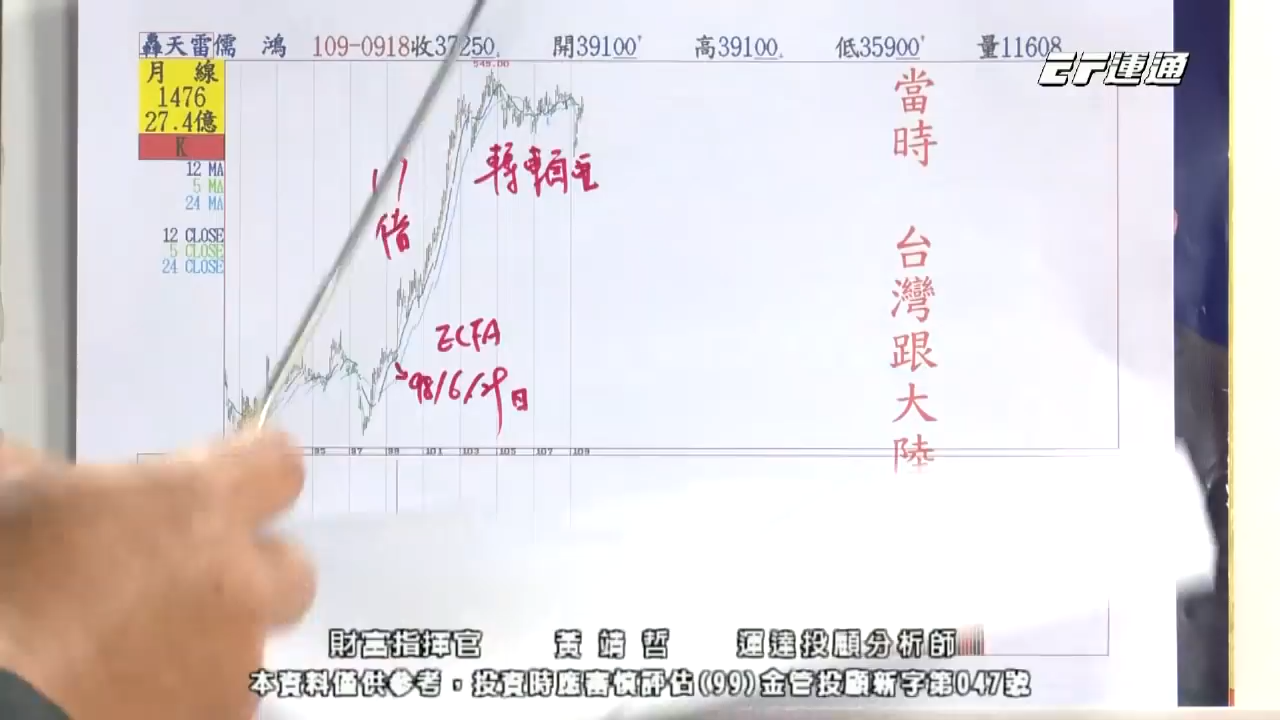 轟天雷儒 鴻 109-0918收37250. 開39100' 高39100. 低35900' 量11608
運通
月 線
1476
27.4億
K
12 MA
5 MA
24 MA
12 CLOSE
5 CLOSE
24 CLOSE
549.00
倍
ECFA
98/6/29日
95 97 99 101 103 105 107 109
當時 台灣跟大陸
財富指揮官 黃靖哲 運達投顧分析師
本資料僅供參考，投資時應審慎評估(99)金管投顧新字第047號